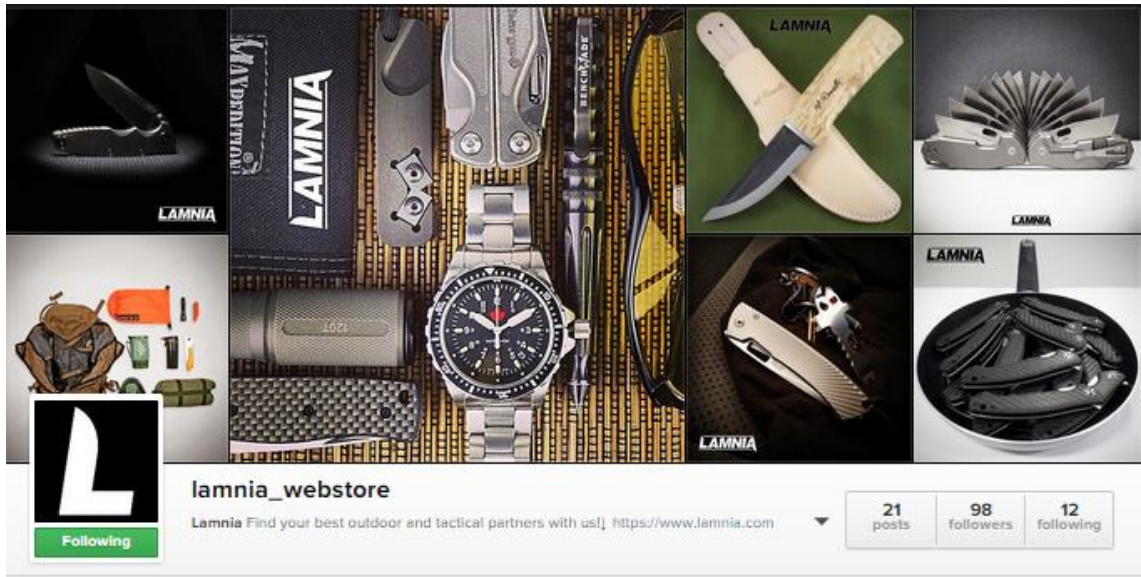 LAMNIA
MAXPEDITION
LAMNIA
BENCHMADE
120T
LAMNIA
LAMNIA
LAMNIA
LAMNIA
lamnia_webstore
Lamnia Find your best outdoor and tactical partners with us!¦ https://www.lamnia.com
21
posts
98
followers
12
following
Following